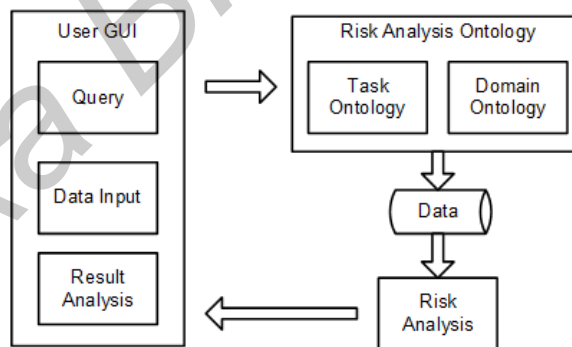 User GUI
Query
Data Input
Result
Analysis
Risk Analysis Ontology
Task
Ontology
Domain
Ontology
Data
Risk
Analysis